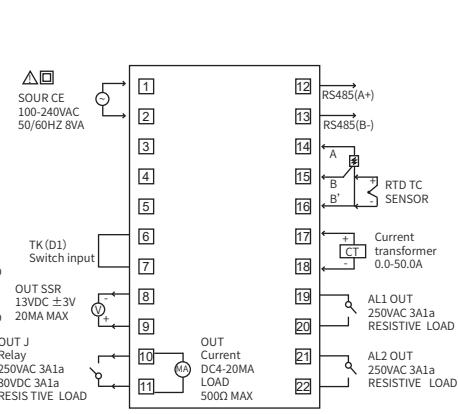 SOUR CE
100-240VAC
50/60HZ 8VA
~
1
2
3
4
5
6
7
8
9
10
11
TK(D1)
Switch input
OUT SSR
13VDC ±3V
20MA MAX
V
-
+
OUT J
Relay
250VAC 3A1a
30VDC 3A1a
RESIS TIVE LOAD
MA
OUT
Current
DC4-20MA
LOAD
500Ω MAX
12
13
14
15
16
17
18
19
20
21
22
RS485(A+)
RS485(B-)
A
B
B'
+
-
RTD TC
SENSOR
+
CT
-
Current
transformer
0.0-50.0A
AL1 OUT
250VAC 3A1a
RESISTIVE LOAD
AL2 OUT
250VAC 3A1a
RESISTIVE LOAD